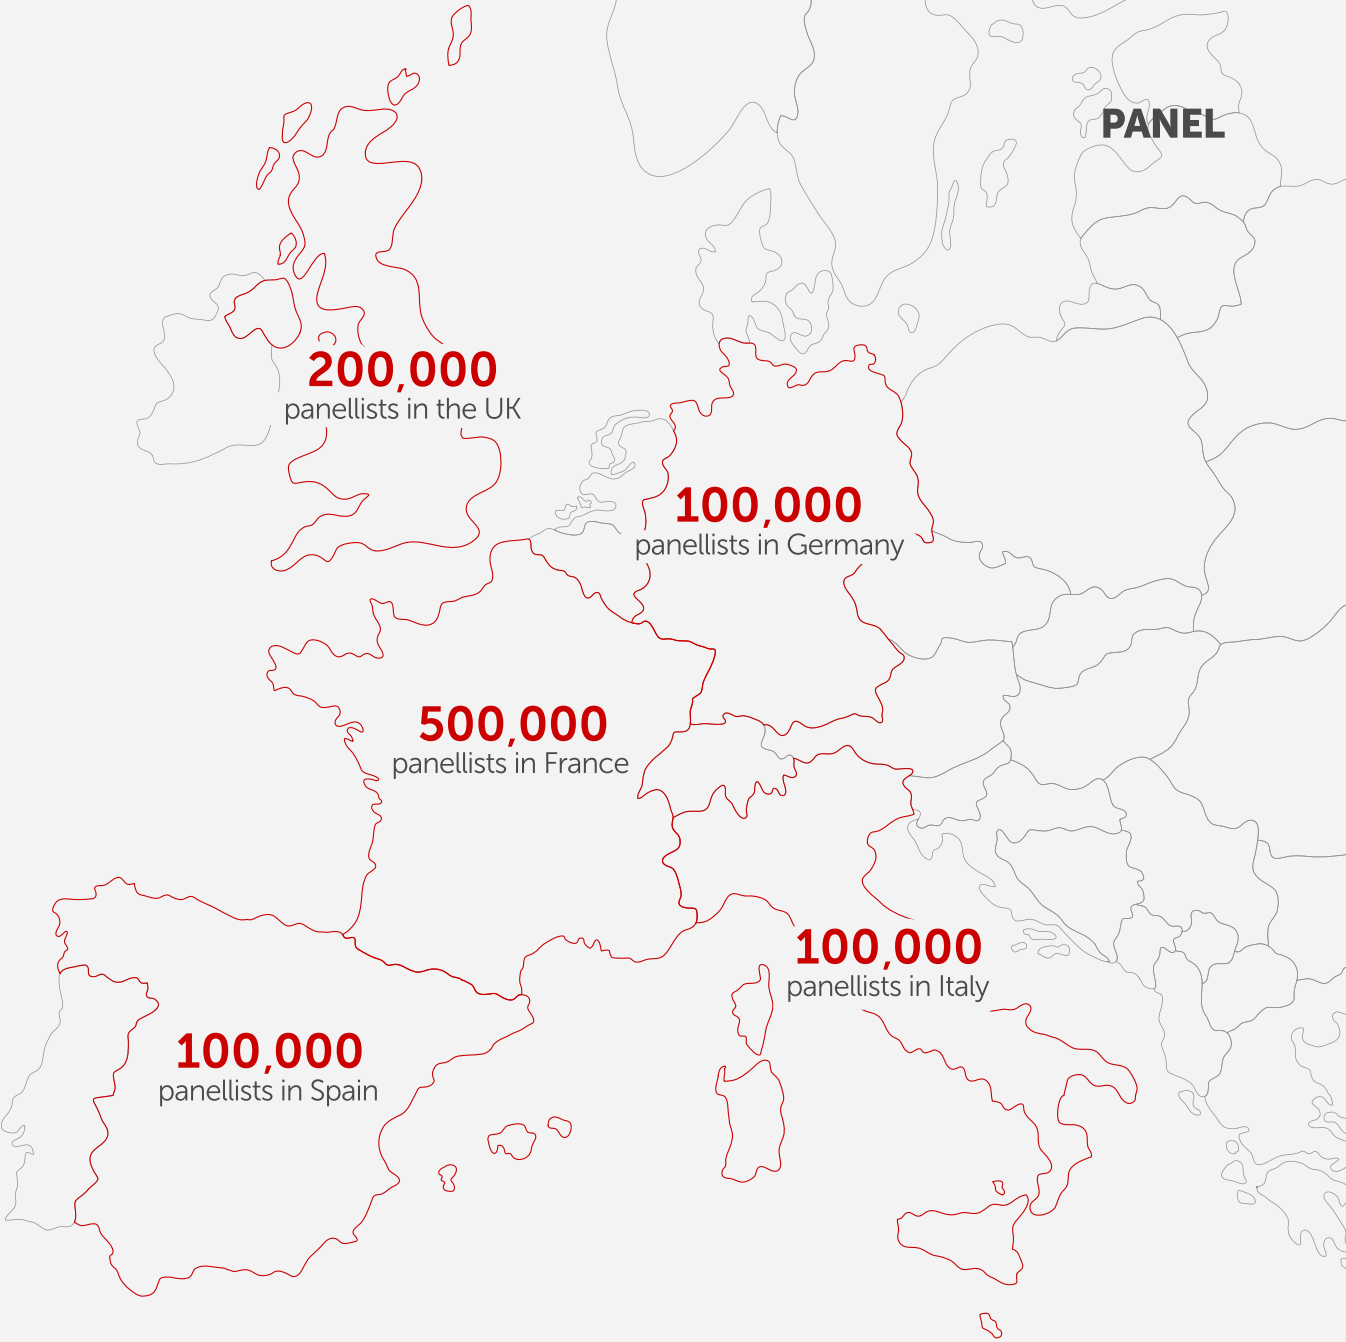 PANEL
200,000
panellists in the UK
100,000
panellists in Germany
500,000
panellists in France
100,000
panellists in Italy
100,000
panellists in Spain